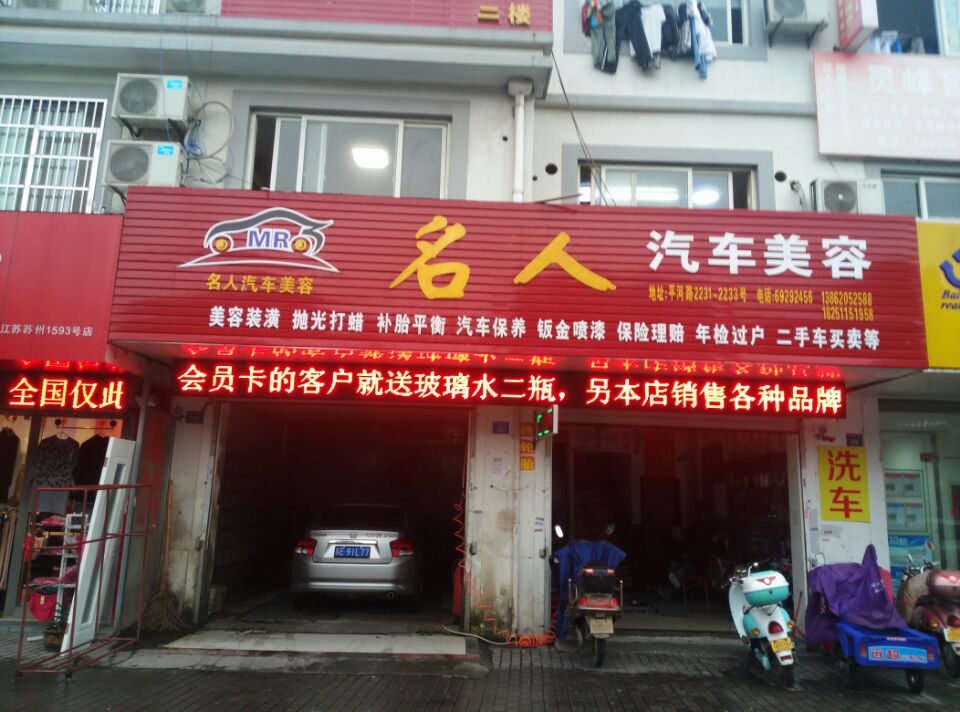 二楼
MR
名人汽车美容
名人
汽车美容
地址:平河路2231-2233号 电话:69292456 13862052588
18251151958
美容装潢 抛光打蜡 补胎平衡 汽车保养 钣金喷漆 保险理赔 年检过户 二手车买卖等
江苏苏州1593号店
全国仅此
会员卡的客户就送玻璃水二瓶，另本店销售各种品牌
换轮胎
洗车
91L77